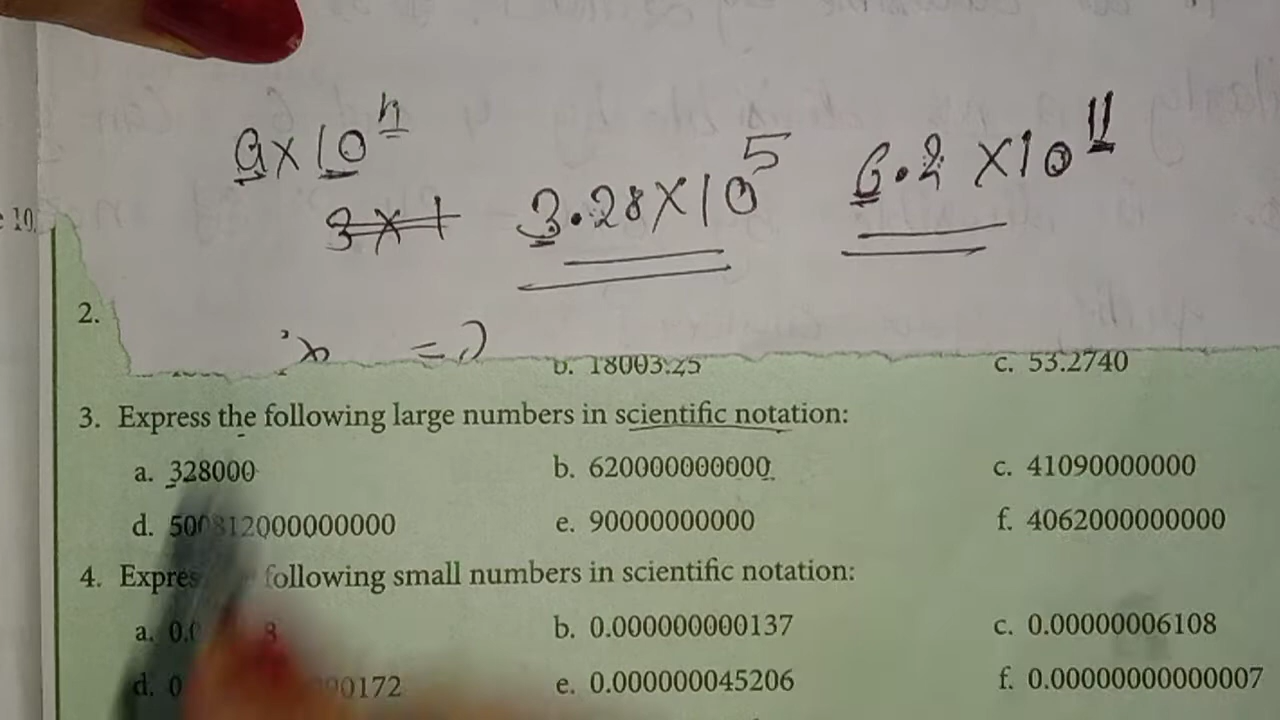 a × 10ⁿ
3 × 1
3.28 × 10⁵
6.2 × 10¹¹
10
2.
b. 18003.25 c. 53.2740
3. Express the following large numbers in scientific notation:
a. 328000 b. 620000000000 c. 41090000000
d. 500812000000000 e. 90000000000 f. 4062000000000
4. following small numbers in scientific notation:
a. b. 0.000000000137 c. 0.00000006108
d. e. 0.000000045206 f. 0.00000000000007